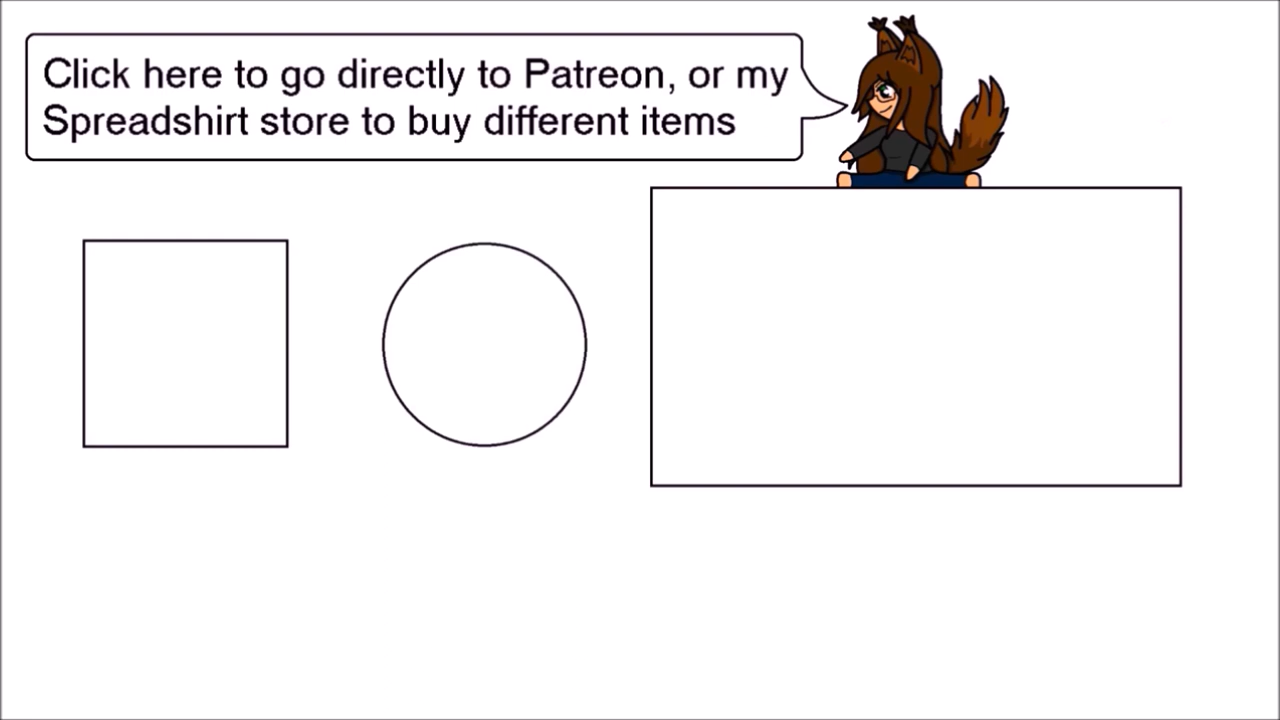 Click here to go directly to Patreon, or my
Spreadshirt store to buy different items